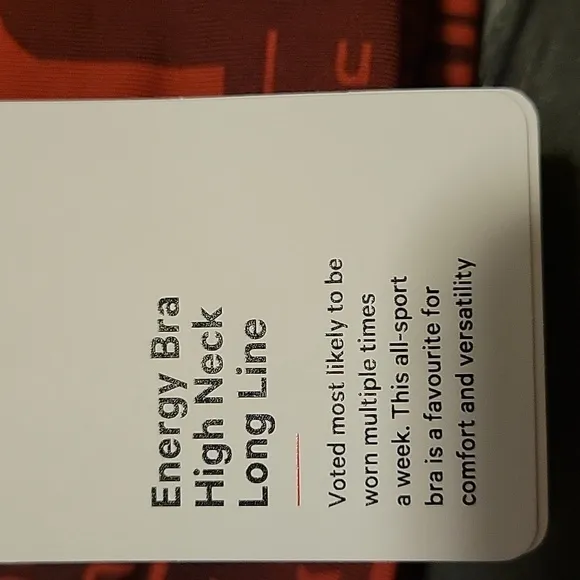 Energy Bra
High Neck
Long Line
Voted most likely to be
worn multiple times
a week. This all-sport
bra is a favourite for
comfort and versatility